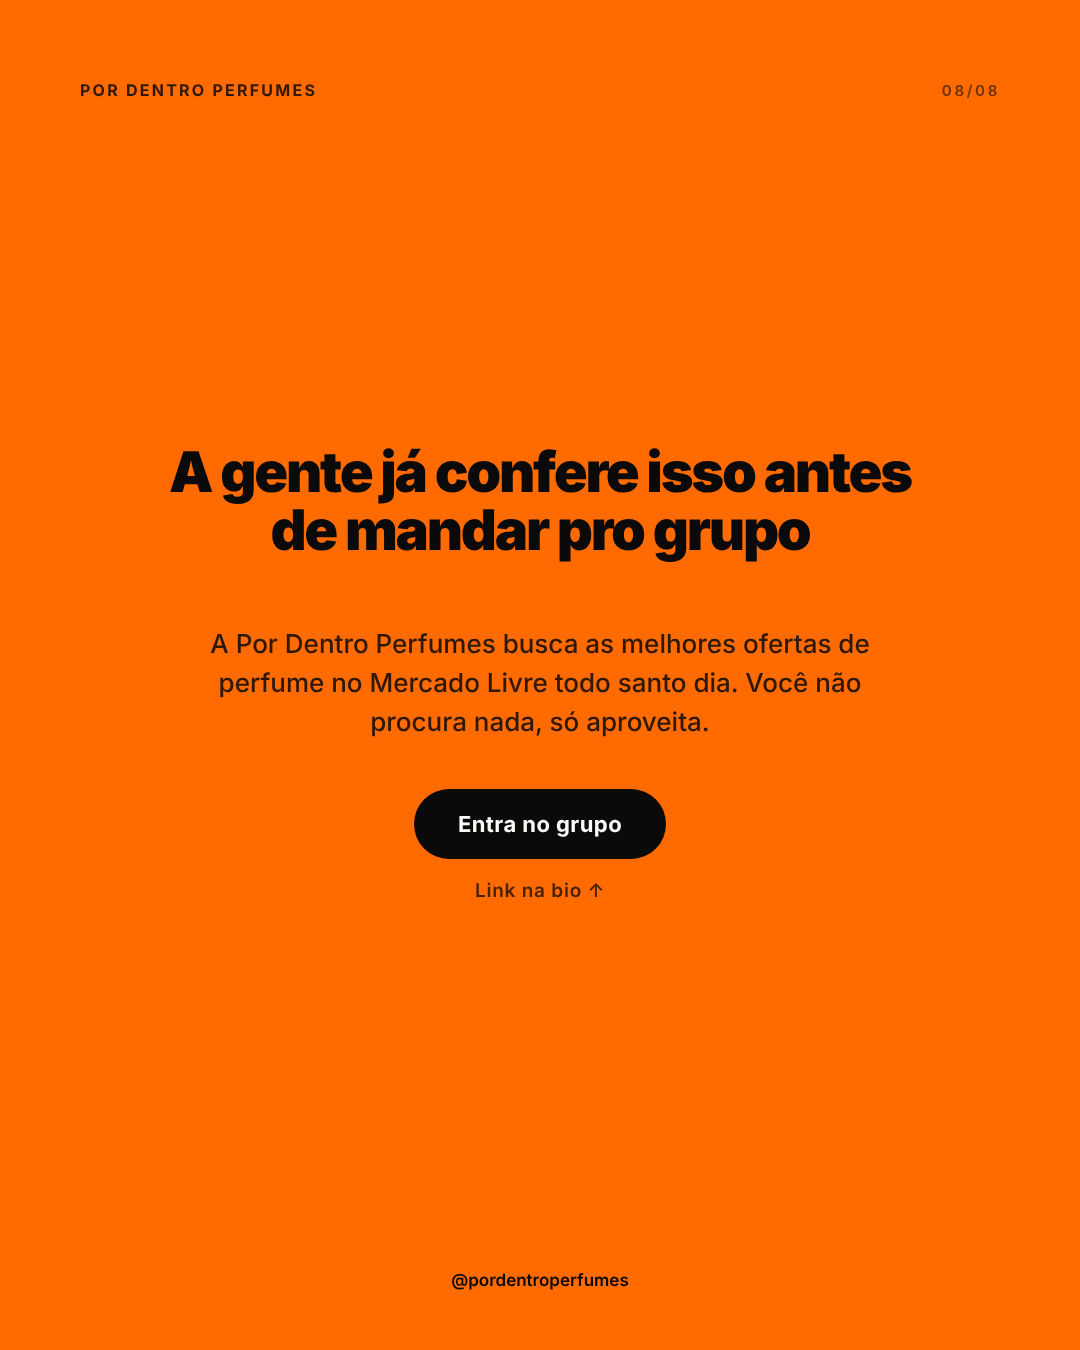 POR DENTRO PERFUMES
08/08
A gente já confere isso antes
de mandar pro grupo
A Por Dentro Perfumes busca as melhores ofertas de
perfume no Mercado Livre todo santo dia. Você não
procura nada, só aproveita.
Entra no grupo
Link na bio ↑
@pordentroperfumes